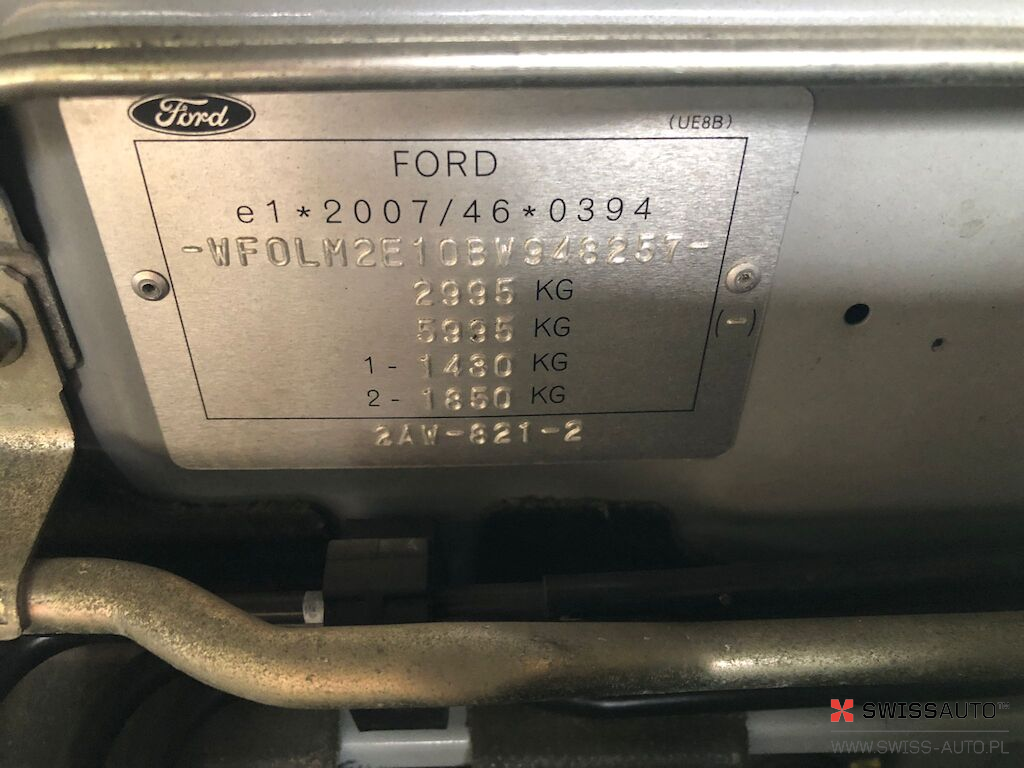 Ford
(UE8B)
FORD
e1*2007/46*0394
-WF0LM2E10BW948257-
2995 KG
5995 KG (-)
1- 1480 KG
2- 1850 KG
2AW-821-2
SWISSAUTO
WWW.SWISS-AUTO.PL